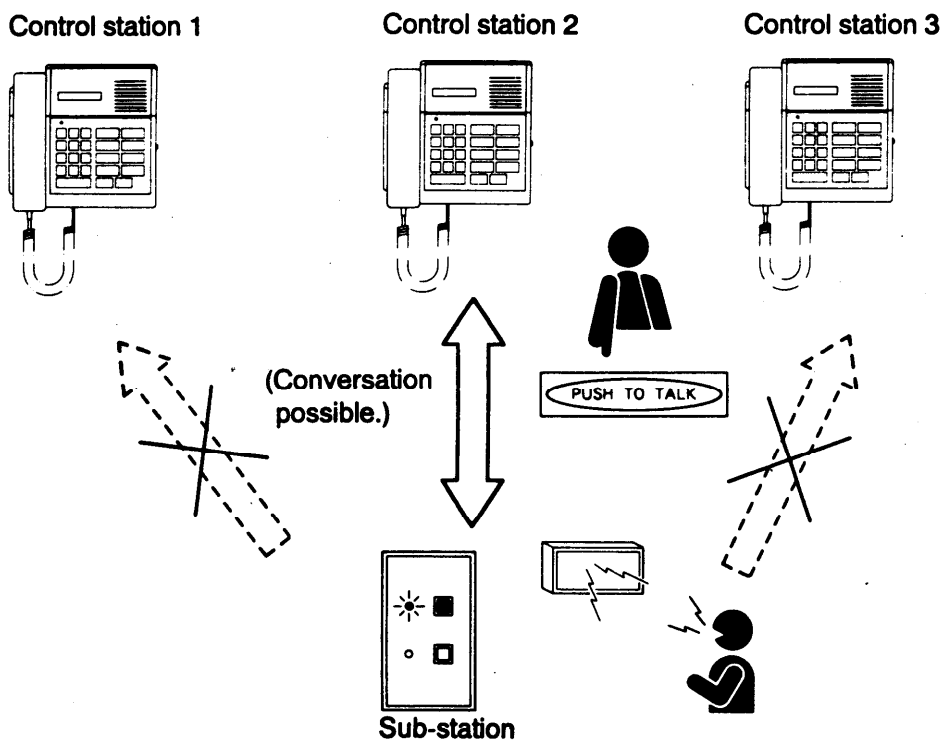 Control station 1
Control station 2
Control station 3
(Conversation
possible.)
PUSH TO TALK
Sub-station